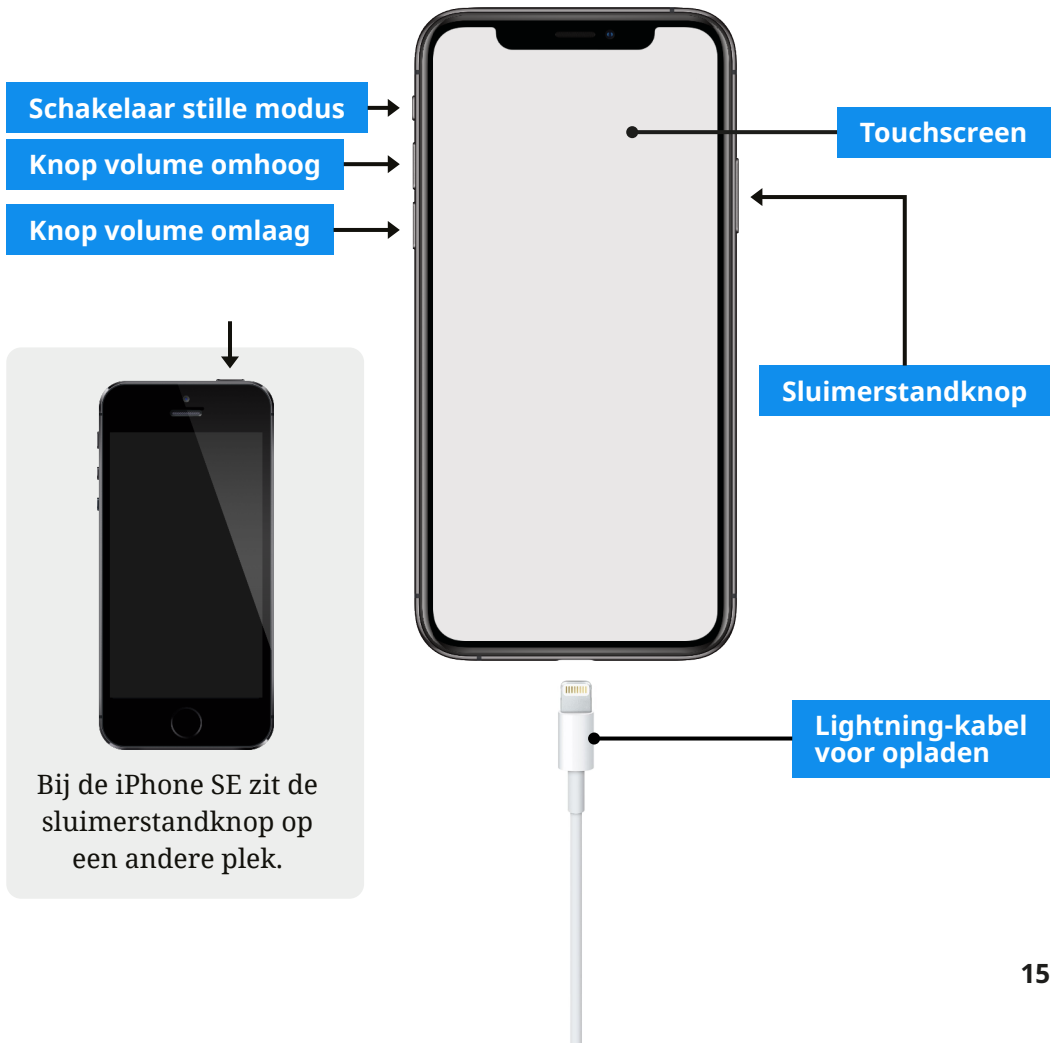 Schakelaar stille modus
Knop volume omhoog
Knop volume omlaag
Touchscreen
Sluimerstandknop
Bij de iPhone SE zit de
sluimerstandknop op
een andere plek.
Lightning-kabel
voor opladen
15